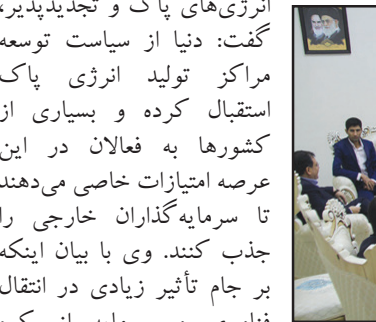 انرژی‌های پاک و تجدیدپذیر،
گفت: دنیا از سیاست توسعه
مراکز تولید انرژی پاک
استقبال کرده و بسیاری از
کشورها به فعالان در این
عرصه امتیازات خاصی می‌دهند
تا سرمایه‌گذاران خارجی را
جذب کنند. وی با بیان اینکه
بر جام تأثیر زیادی در انتقال